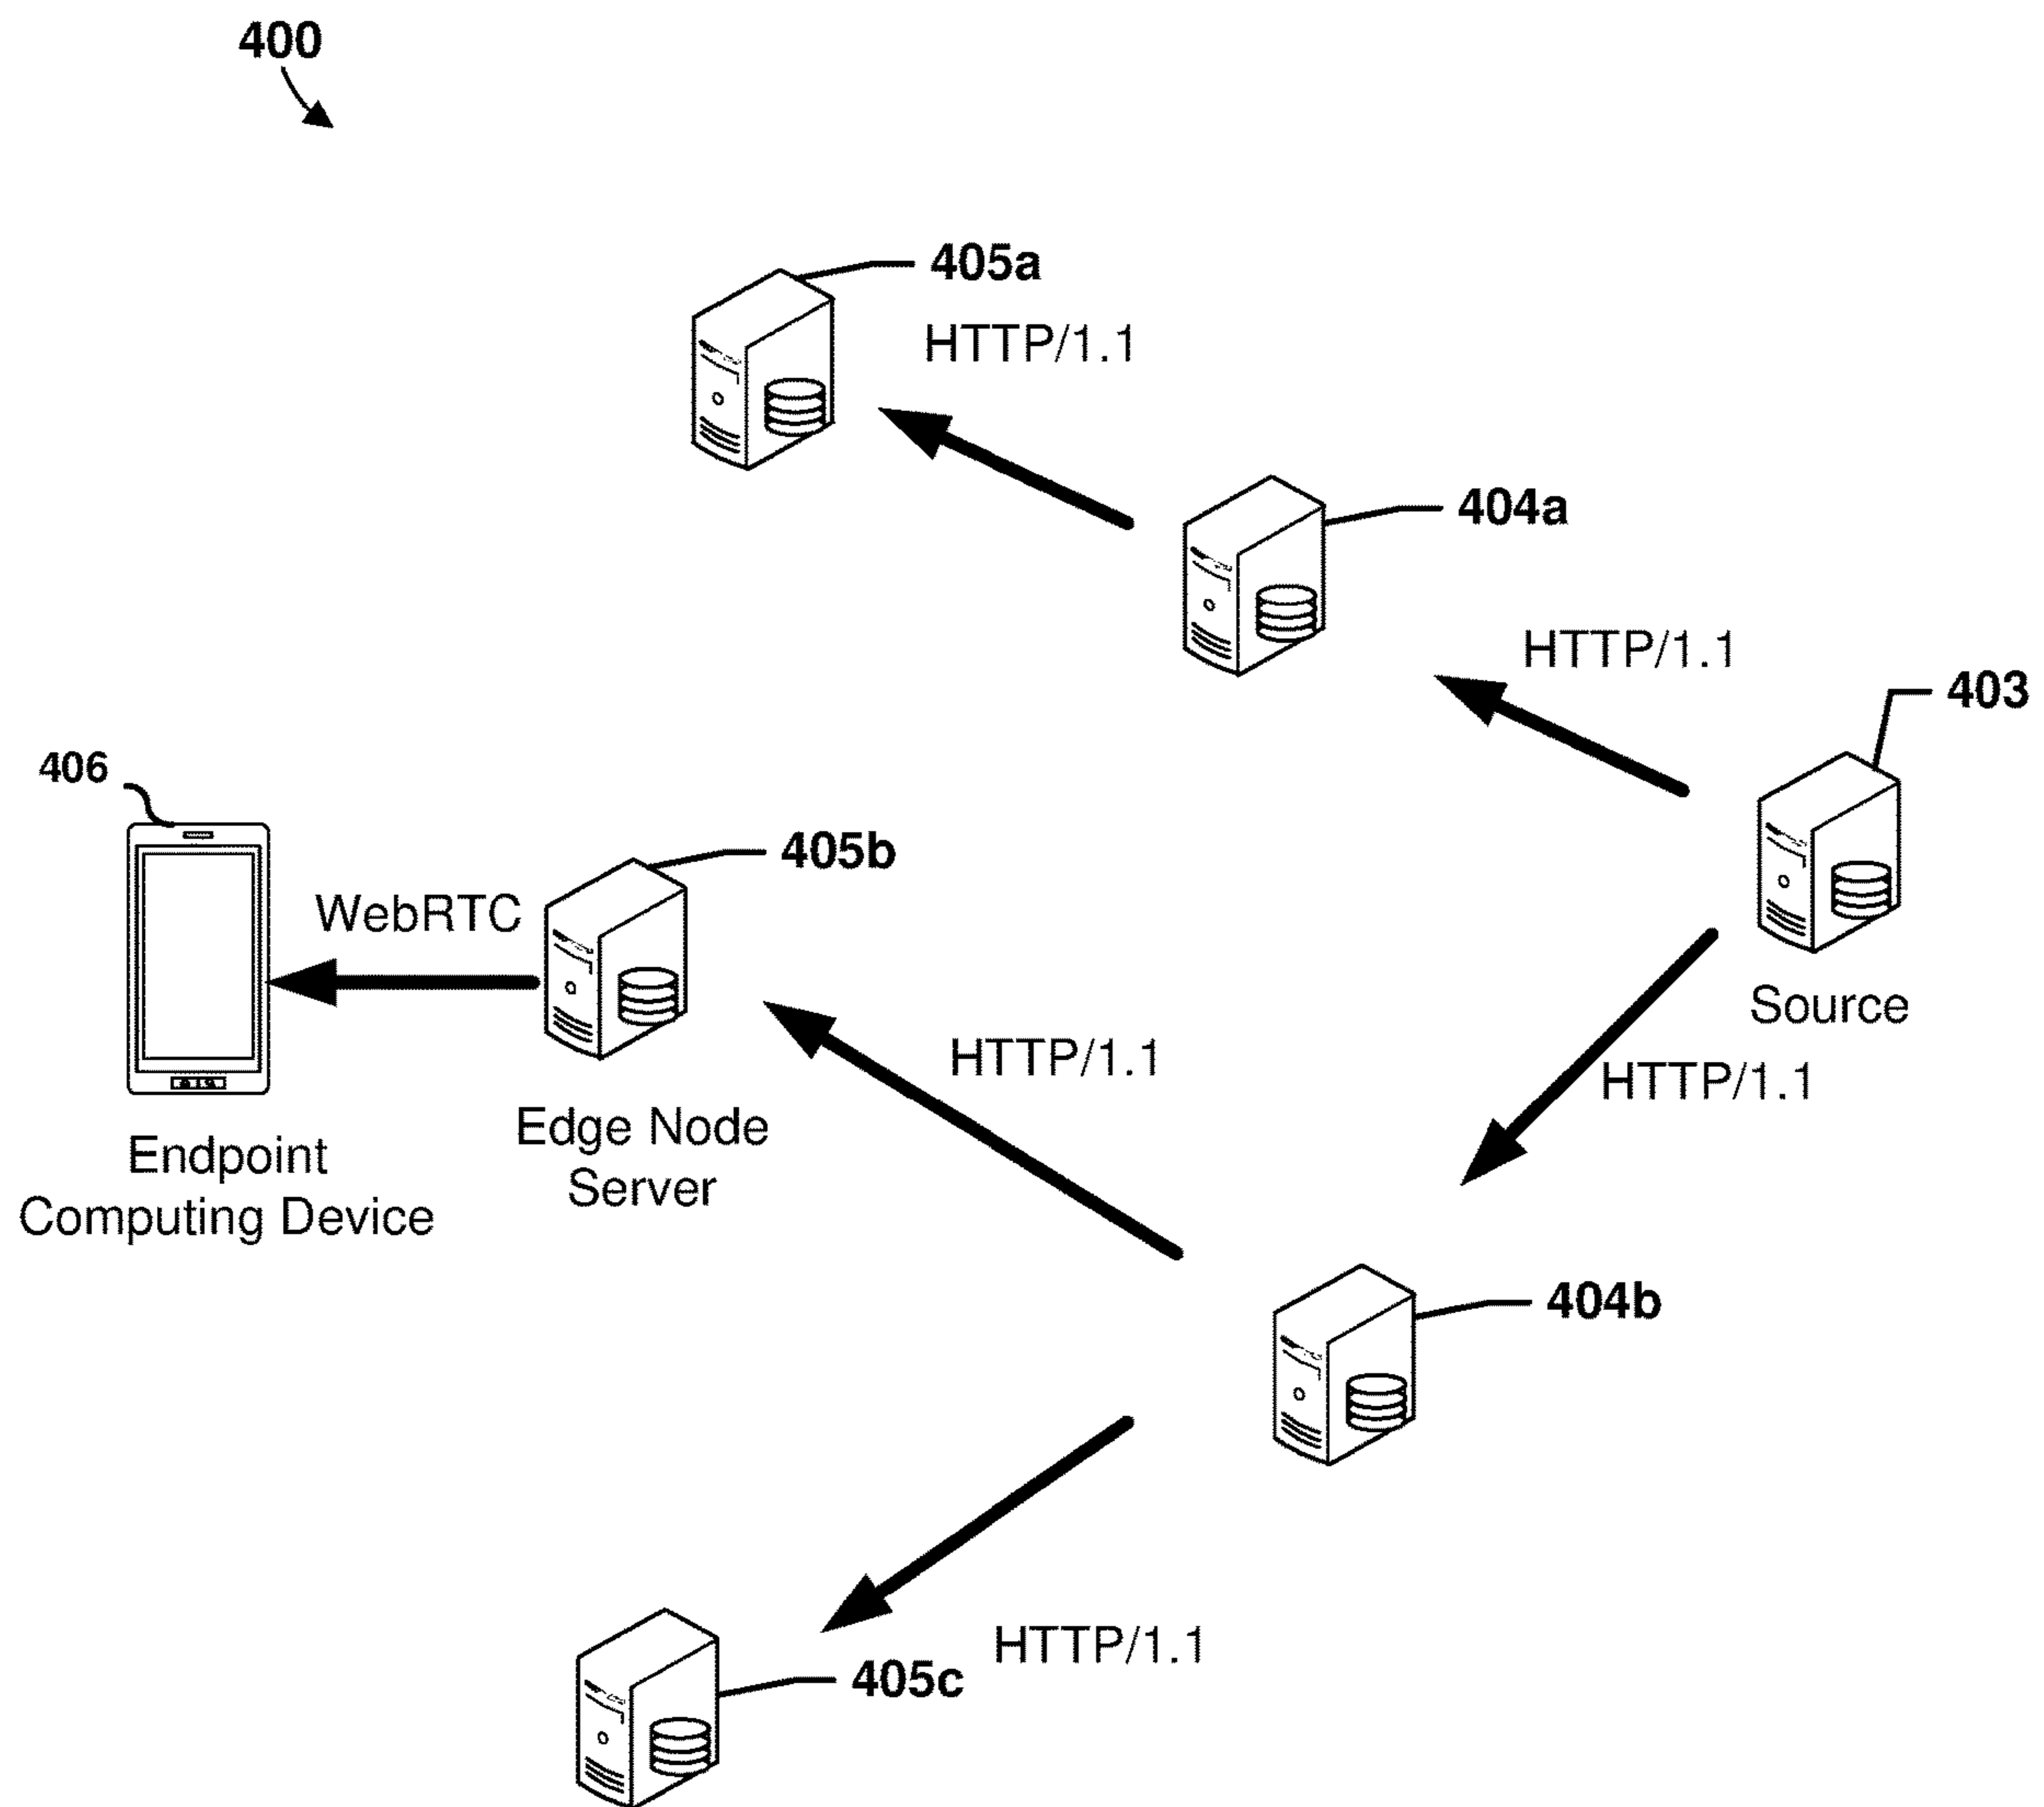 400
405a
HTTP/1.1
404a
HTTP/1.1
403
406
405b
WebRTC
Source
HTTP/1.1
HTTP/1.1
Edge Node
Server
Endpoint
Computing Device
404b
HTTP/1.1
405c